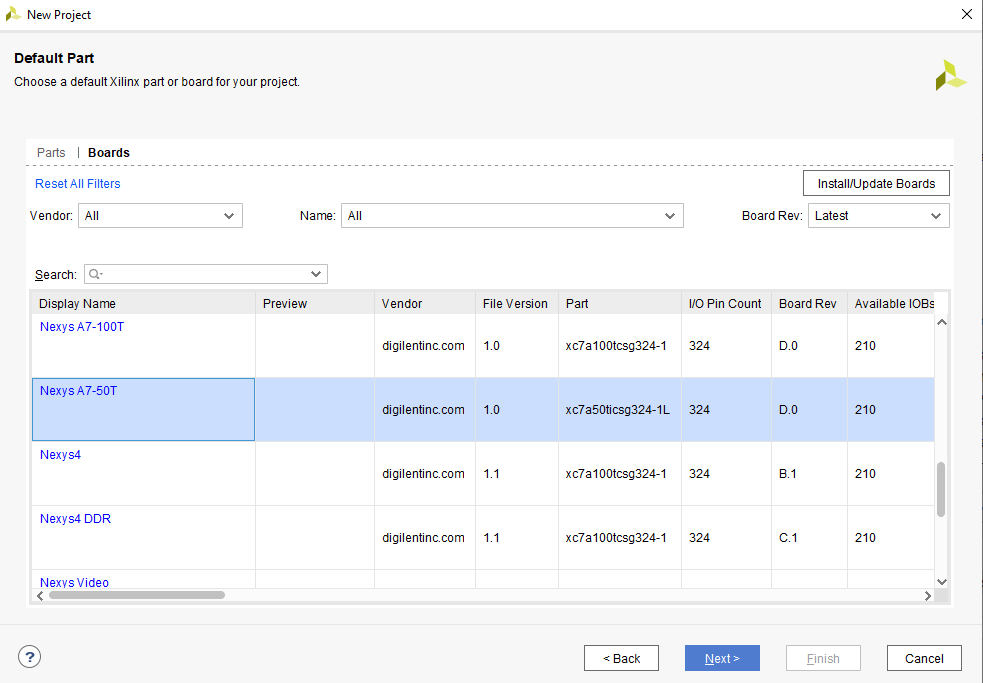 New Project
Default Part
Choose a default Xilinx part or board for your project.
Parts | Boards
Reset All Filters Install/Update Boards
Vendor: All Name: All Board Rev: Latest
Search:
Display Name Preview Vendor File Version Part I/O Pin Count Board Rev Available IOBs
Nexys A7-100T digilentinc.com 1.0 xc7a100tcsg324-1 324 D.0 210
Nexys A7-50T digilentinc.com 1.0 xc7a50ticsg324-1L 324 D.0 210
Nexys4 digilentinc.com 1.1 xc7a100tcsg324-1 324 B.1 210
Nexys4 DDR digilentinc.com 1.1 xc7a100tcsg324-1 324 C.1 210
Nexys Video
? < Back Next > Finish Cancel